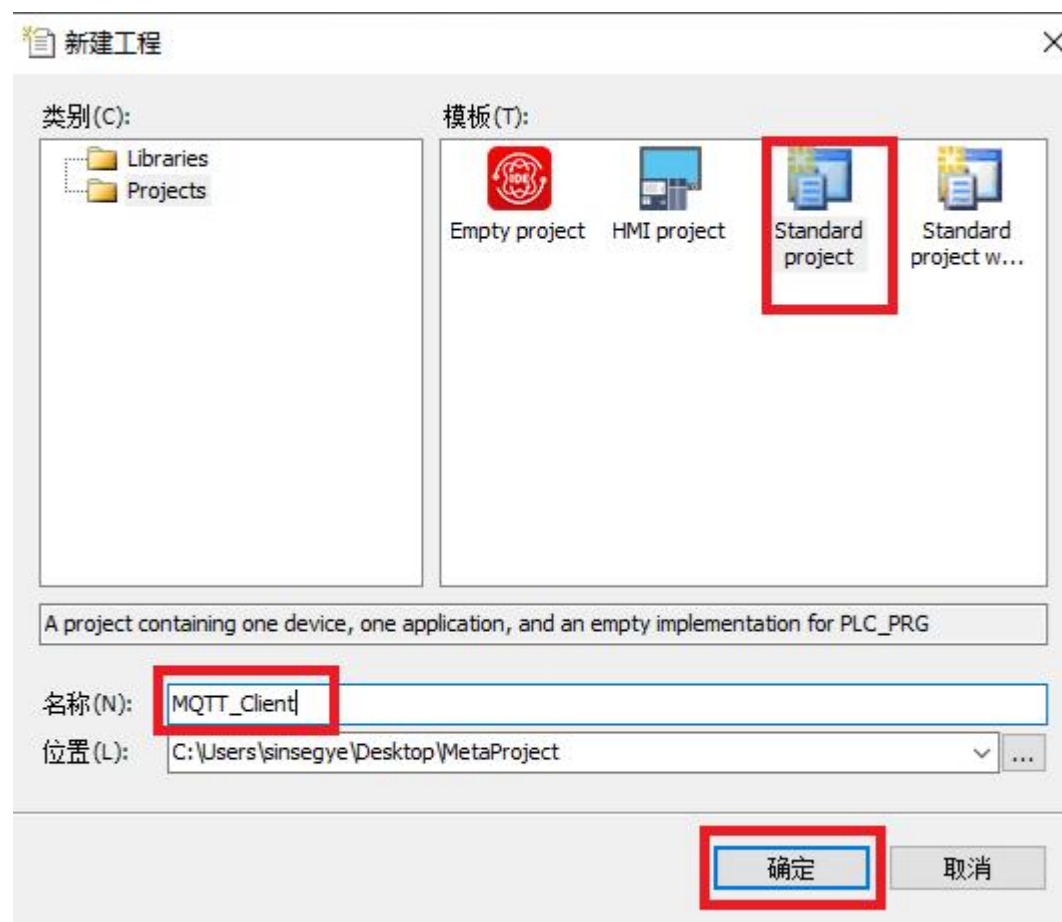 新建工程
类别(C):
模板(T):
Libraries
Projects
IDE
Empty project
HMI project
Standard
project
Standard
project w...
A project containing one device, one application, and an empty implementation for PLC_PRG
名称(N):
MQTT_Client
位置(L):
C:\Users\sinsegye\Desktop\MetaProject
...
确定
取消